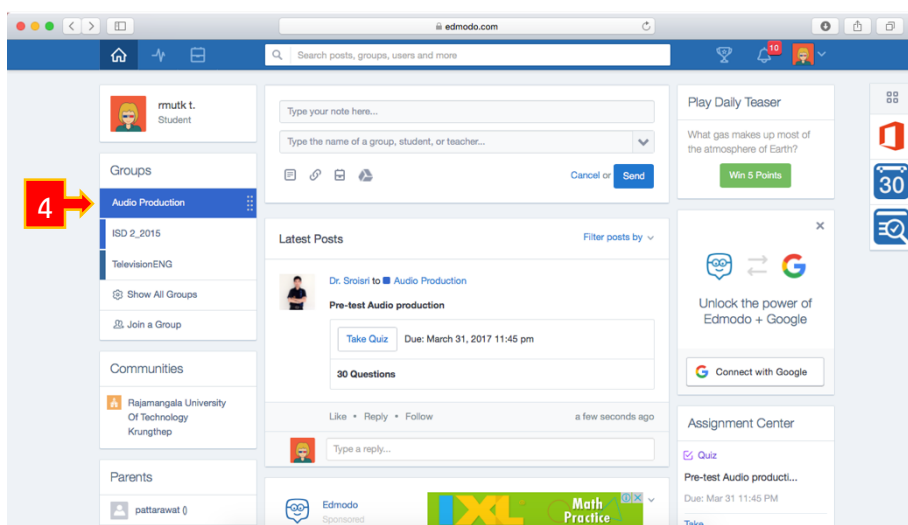 edmodo.com
Search posts, groups, users and more
10
rmutk t.
Student
Groups
4
Audio Production
ISD 2_2015
TelevisionENG
Show All Groups
Join a Group
Communities
Rajamangala University
Of Technology
Krungthep
Parents
pattarawat ()
Type your note here...
Type the name of a group, student, or teacher...
Cancel or Send
Latest Posts
Filter posts by
Dr. Sroisri to Audio Production
Pre-test Audio production
Take Quiz Due: March 31, 2017 11:45 pm
30 Questions
Like • Reply • Follow
a few seconds ago
Type a reply...
Edmodo
Sponsored
IXL
Math
Practice
Play Daily Teaser
What gas makes up most of
the atmosphere of Earth?
Win 5 Points
Unlock the power of
Edmodo + Google
G Connect with Google
Assignment Center
Quiz
Pre-test Audio producti...
Due: Mar 31 11:45 PM
Take
30